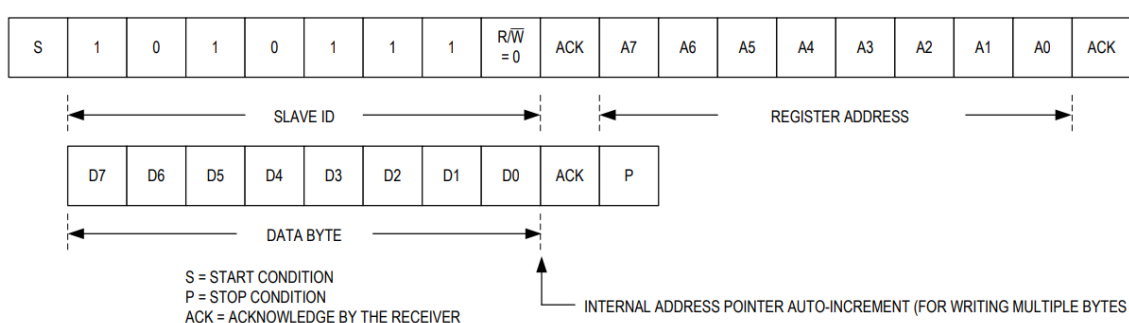 S 1 0 1 0 1 1 1 R/W̅ = 0 ACK A7 A6 A5 A4 A3 A2 A1 A0 ACK
SLAVE ID REGISTER ADDRESS
D7 D6 D5 D4 D3 D2 D1 D0 ACK P
DATA BYTE
S = START CONDITION
P = STOP CONDITION
ACK = ACKNOWLEDGE BY THE RECEIVER
INTERNAL ADDRESS POINTER AUTO-INCREMENT (FOR WRITING MULTIPLE BYTES